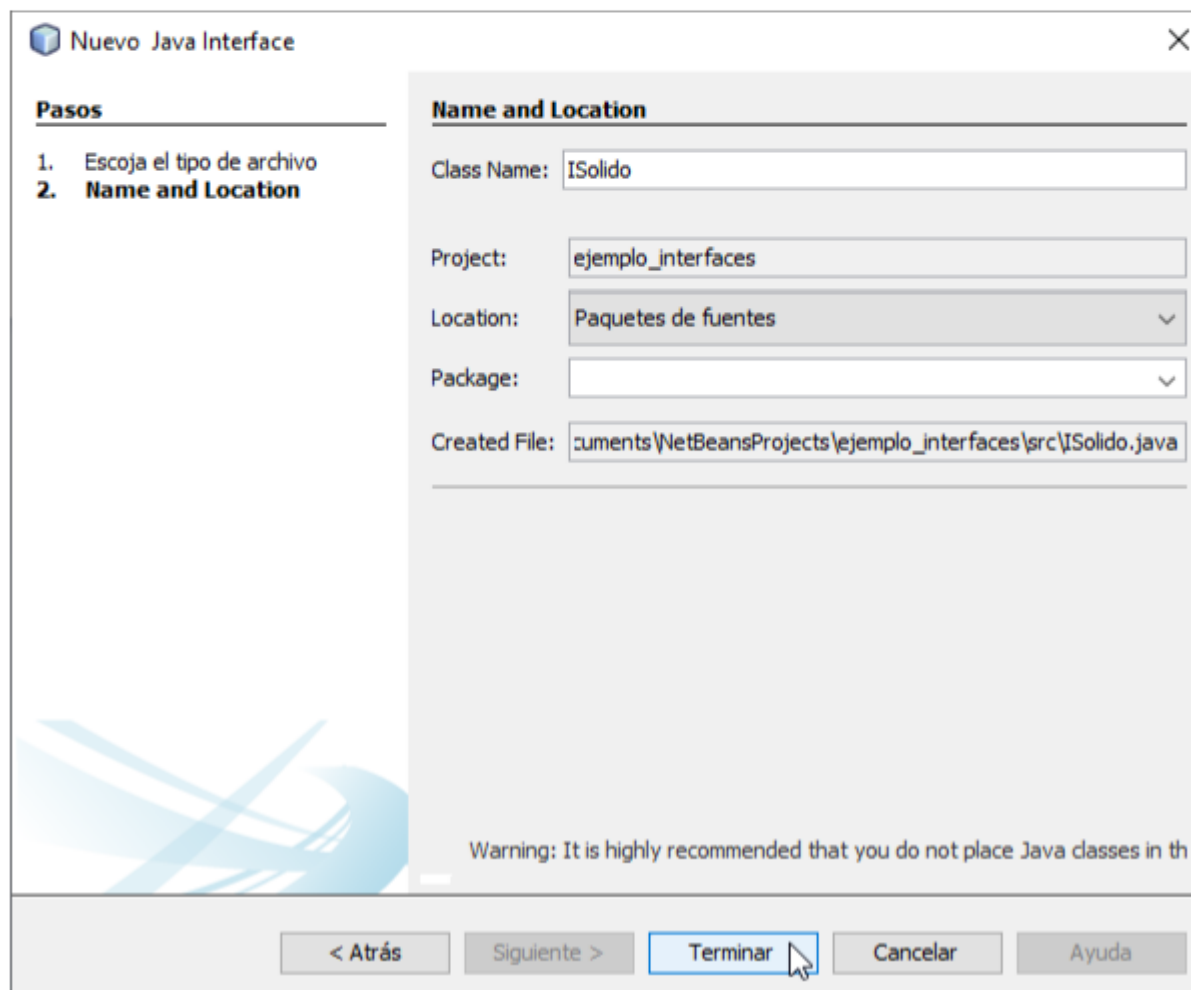 Nuevo  Java Interface
Pasos
1. Escoja el tipo de archivo
2. Name and Location
Name and Location
Class Name: ISolido
Project: ejemplo_interfaces
Location: Paquetes de fuentes
Package:
Created File: cuments\NetBeansProjects\ejemplo_interfaces\src\ISolido.java
Warning: It is highly recommended that you do not place Java classes in th
< Atrás Siguiente > Terminar Cancelar Ayuda